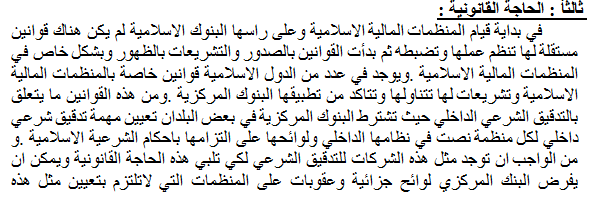 ثالثاً : الحاجة القانونية :
في بداية قيام المنظمات المالية الاسلامية وعلى راسها البنوك الاسلامية لم يكن هناك قوانين
مستقلة لها تنظم عملها وتضبطه ثم بدأت القوانين بالصدور والتشريعات بالظهور وبشكل خاص في
المنظمات المالية الاسلامية .ويوجد في عدد من الدول الاسلامية قوانين خاصة بالمنظمات المالية
الاسلامية وتشريعات لها تتناولها وتتاكد من تطبيقها البنوك المركزية .ومن هذه القوانين ما يتعلق
بالتدقيق الشرعي الداخلي حيث تشترط البنوك المركزية في بعض البلدان تعيين مهمة تدقيق شرعي
داخلي لكل منظمة نصت في نظامها الداخلي ولوائحها على التزامها باحكام الشرعية الاسلامية .و
من الواجب ان توجد مثل هذه الشركات للتدقيق الشرعي لكي تلبي هذه الحاجة القانونية ويمكن ان
يفرض البنك المركزي لوائح جزائية وعقوبات على المنظمات التي لاتلتزم بتعيين مثل هذه